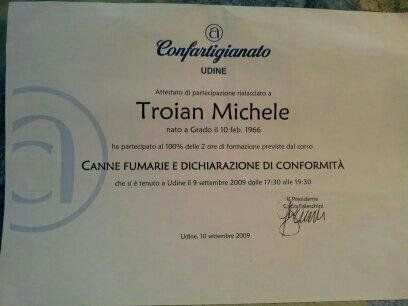 Confartigianato
UDINE
Attestato di partecipazione rialasciato a
Troian Michele
nato a Grado il 10 feb. 1966
ha partecipato al 100% delle 2 ore di formazione previste dal corso
CANNE FUMARIE E DICHIARAZIONE DI CONFORMITÀ
che si è tenuto a Udine il 9 settembre 2009 dalle 17:30 alle 19:30
Il Presidente
Faleschini
Udine, 10 settembre 2009